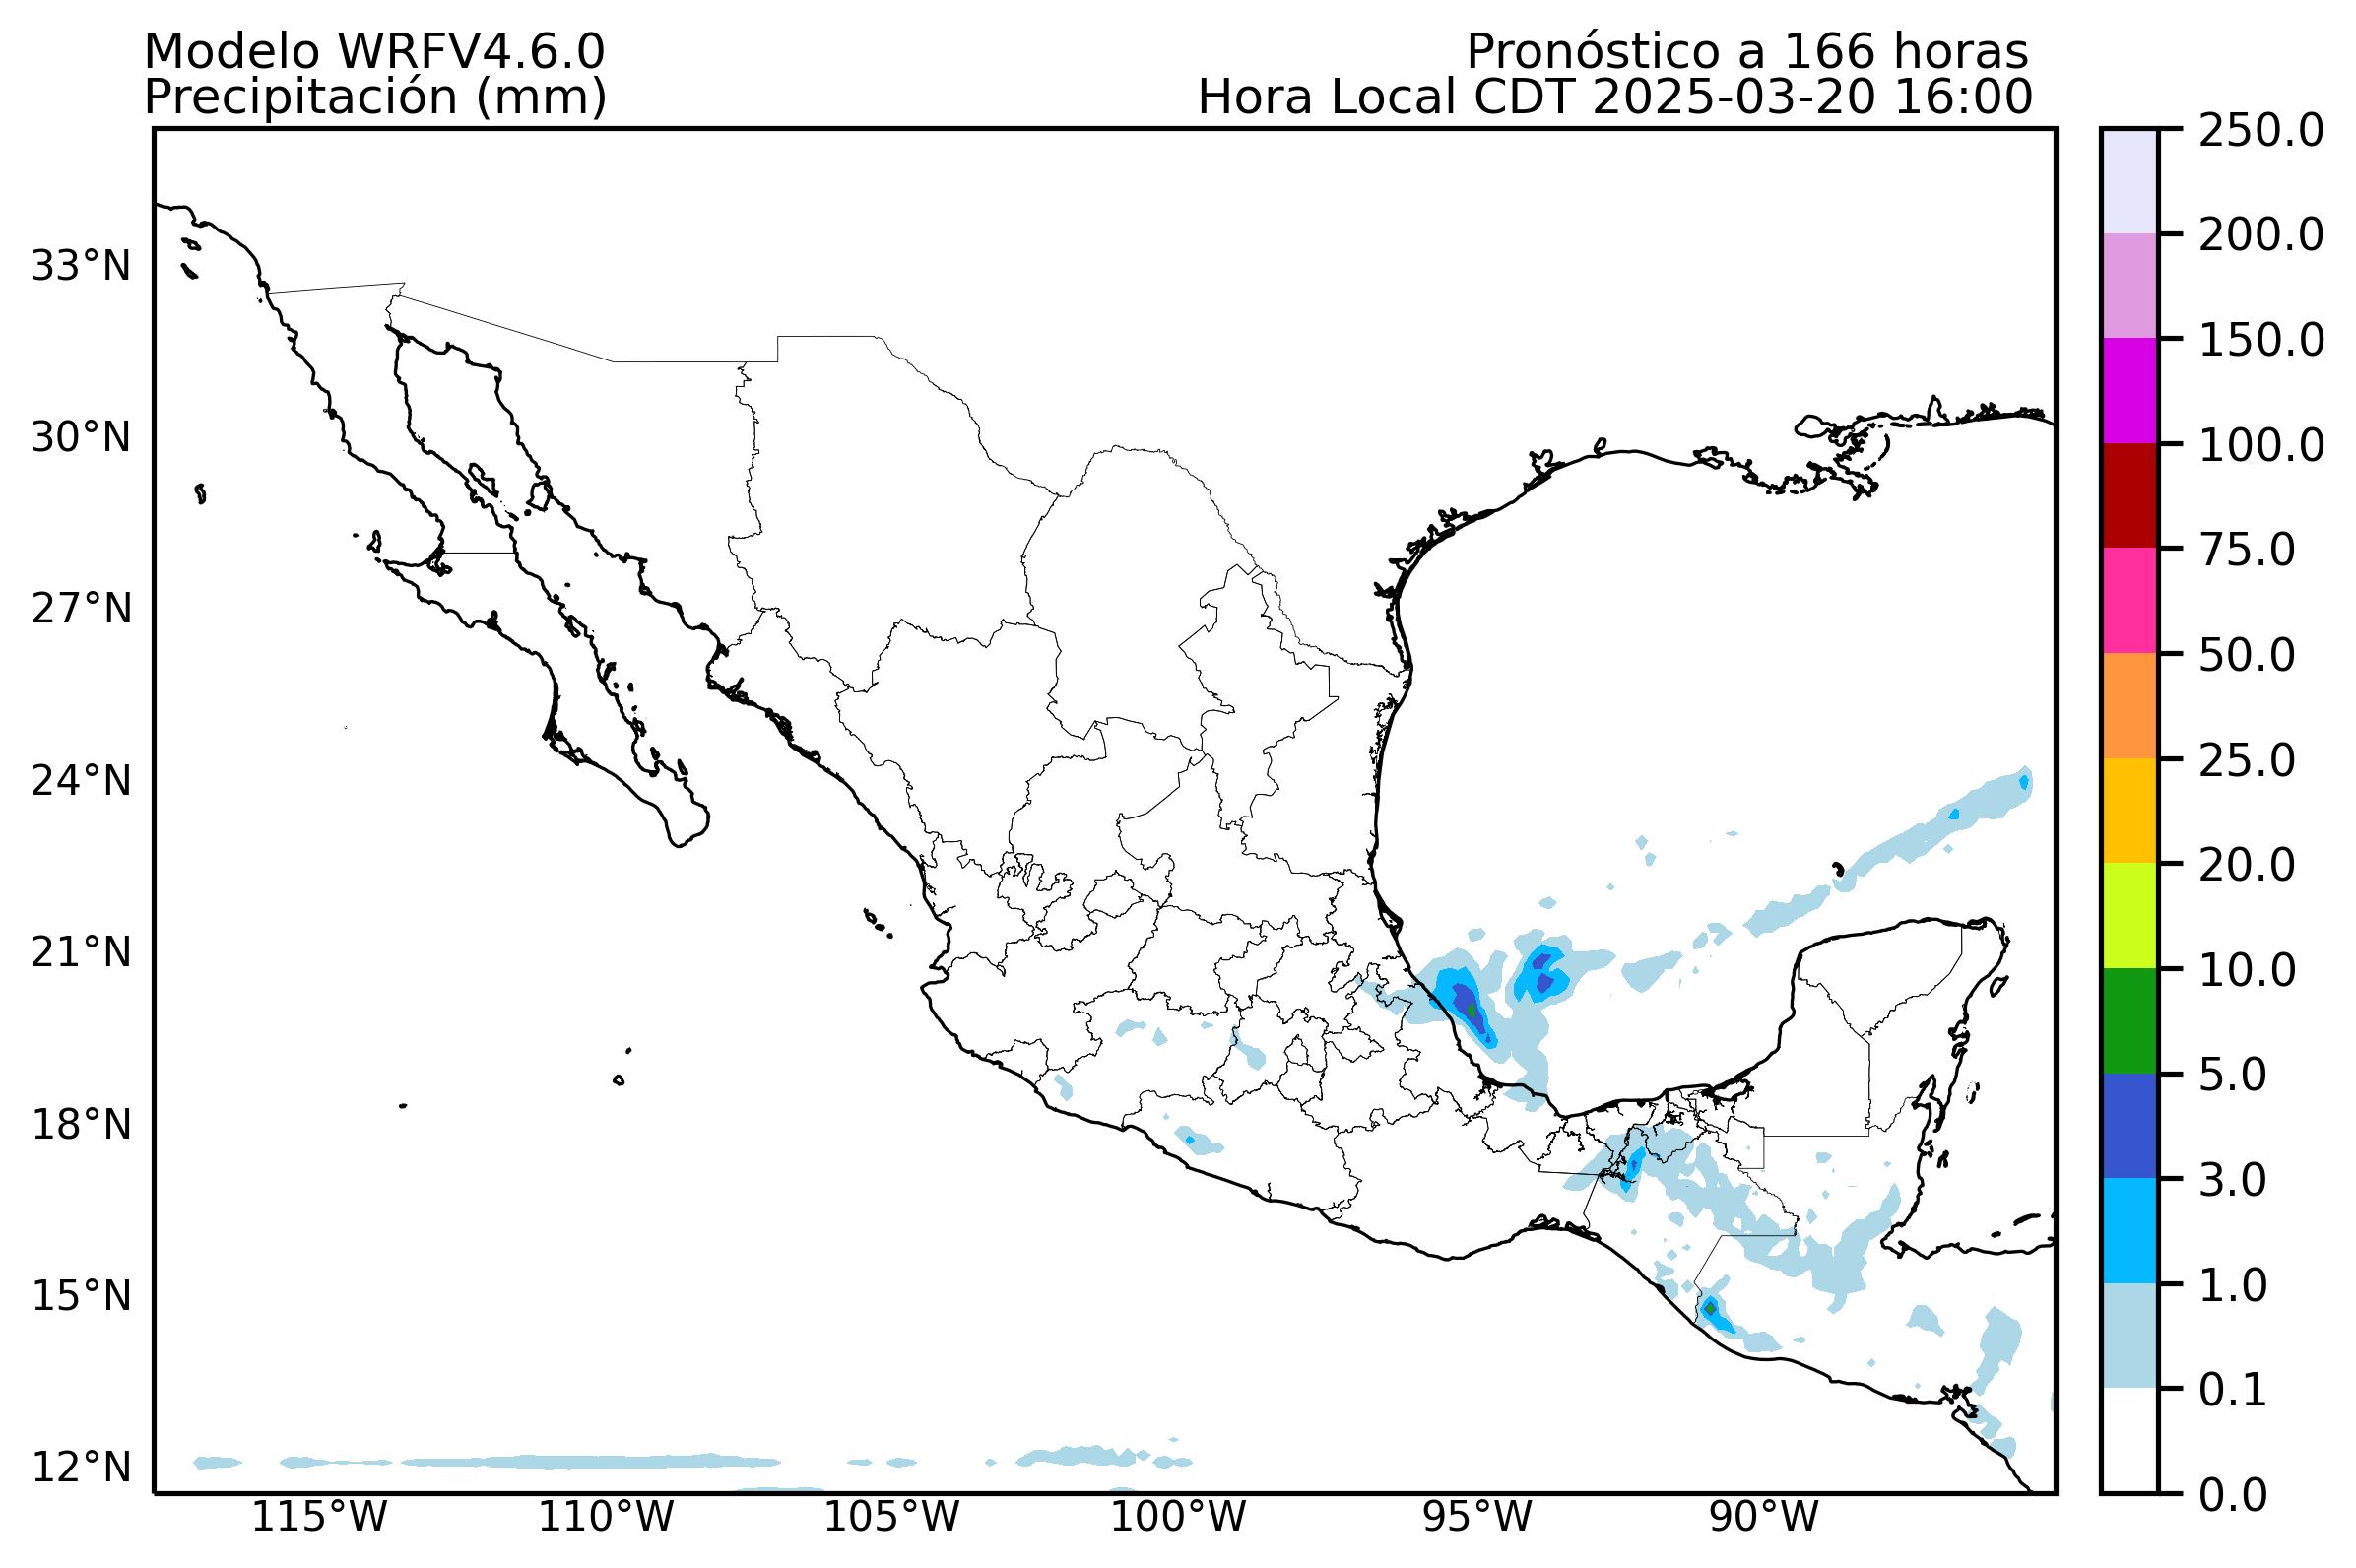 Modelo WRFV4.6.0
Pronóstico a 166 horas
Precipitación (mm)
Hora Local CDT 2025-03-20 16:00
33°N
30°N
27°N
24°N
21°N
18°N
15°N
12°N
115°W
110°W
105°W
100°W
95°W
90°W
250.0
200.0
150.0
100.0
75.0
50.0
25.0
20.0
10.0
5.0
3.0
1.0
0.1
0.0